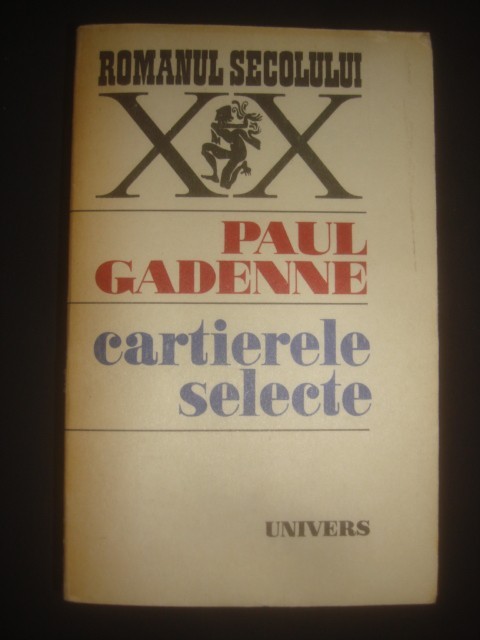 ROMANUL SECOLULUI
XX
PAUL
GADENNE
cartierele
selecte
UNIVERS